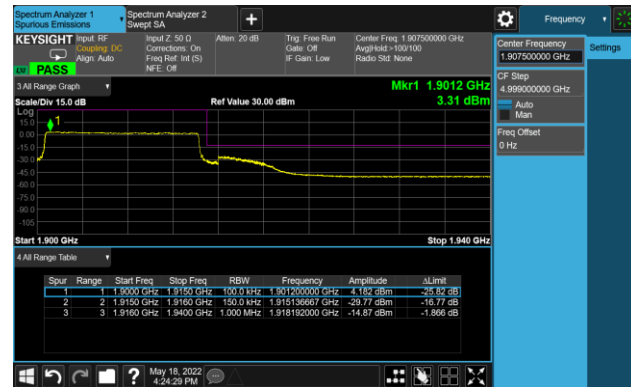 Spectrum Analyzer 1
Spurious Emissions
Spectrum Analyzer 2
Swept SA
Frequency
KEYSIGHT
Input: RF
Coupling: DC
Align: Auto
Input Z: 50 Ω
Corrections: On
Freq Ref: Int (S)
NFE: Off
Atten: 20 dB
Trig: Free Run
Gate: Off
IF Gain: Low
Center Freq: 1.907500000 GHz
Avg|Hold:>100/100
Radio Std: None
PASS
Center Frequency
1.907500000 GHz
Settings
CF Step
4.999000000 GHz
Auto
Man
Freq Offset
0 Hz
3 All Range Graph
Mkr1 1.9012 GHz
3.31 dBm
Scale/Div 15.0 dB
Ref Value 30.00 dBm
Log
15.0
0.00
-15.0
-30.0
-45.0
-60.0
-75.0
-90.0
-105
1
Start 1.900 GHz
Stop 1.940 GHz
4 All Range Table
Spur Range Start Freq Stop Freq RBW Frequency Amplitude ΔLimit
1 1 1.9000 GHz 1.9150 GHz 100.0 kHz 1.901200000 GHz 4.182 dBm -25.82 dB
2 2 1.9150 GHz 1.9160 GHz 150.0 kHz 1.915136667 GHz -29.77 dBm -16.77 dB
3 3 1.9160 GHz 1.9400 GHz 1.000 MHz 1.918192000 GHz -14.87 dBm -1.866 dB
May 18, 2022
4:24:29 PM